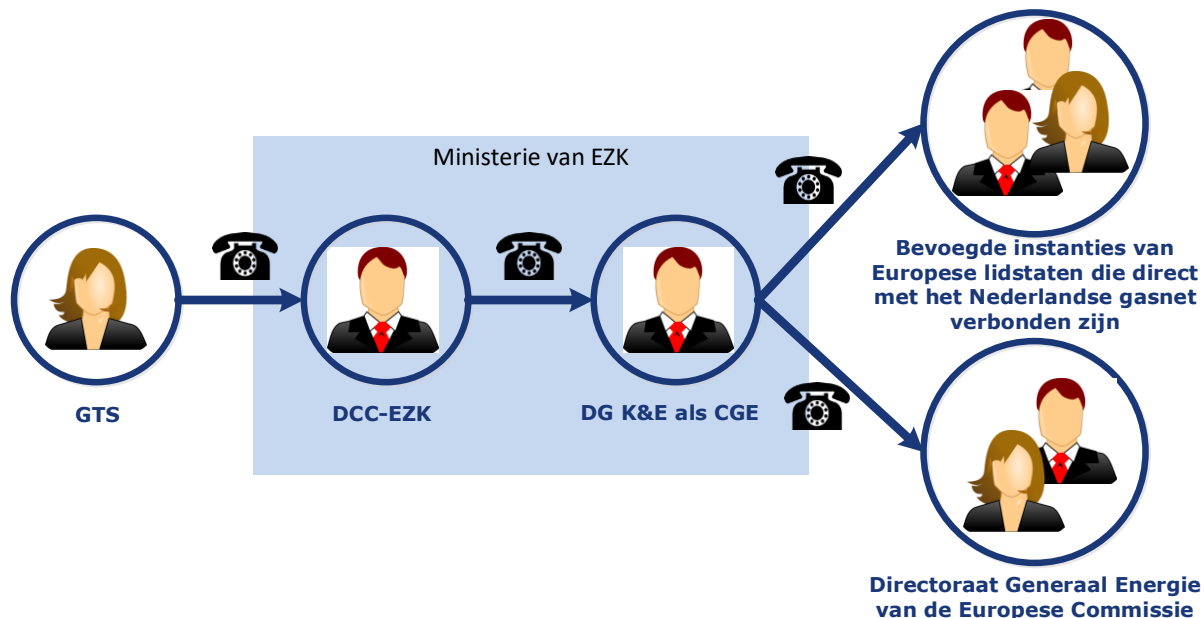 Ministerie van EZK
GTS
DCC-EZK
DG K&E als CGE
Bevoegde instanties van
Europese lidstaten die direct
met het Nederlandse gasnet
verbonden zijn
Directoraat Generaal Energie
van de Europese Commissie